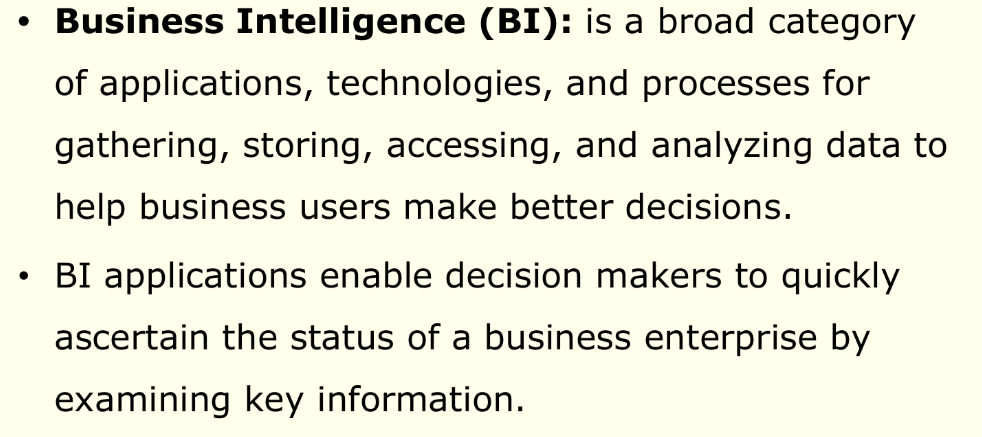 • Business Intelligence (BI): is a broad category
of applications, technologies, and processes for
gathering, storing, accessing, and analyzing data to
help business users make better decisions.
• BI applications enable decision makers to quickly
ascertain the status of a business enterprise by
examining key information.